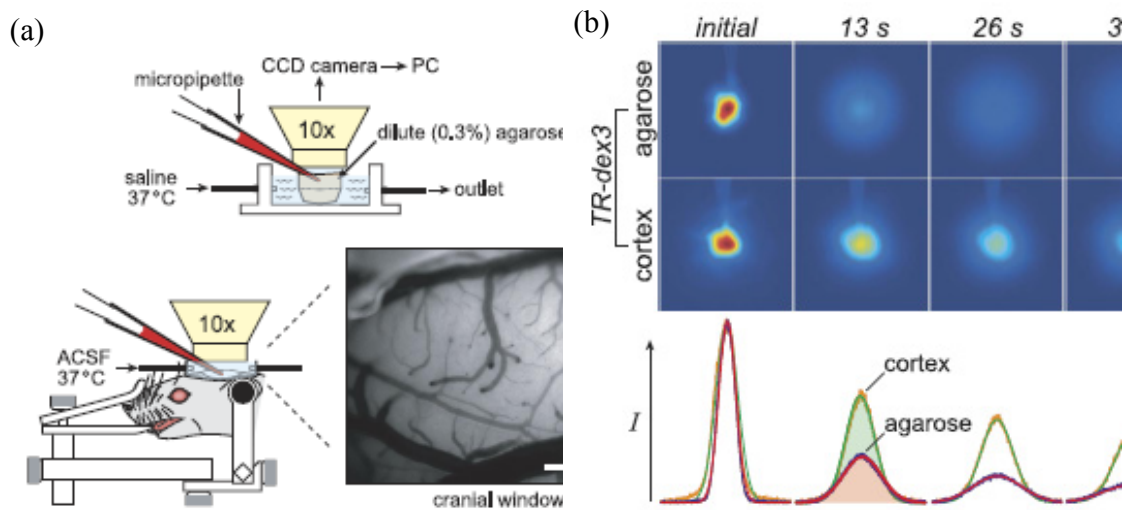 (a)
CCD camera → PC
micropipette
10x
dilute (0.3%) agarose
saline
37°C
outlet
10x
ACSF
37°C
cranial window
(b)
initial
13 s
26 s
3
TR-dex3
agarose
cortex
cortex
agarose
I